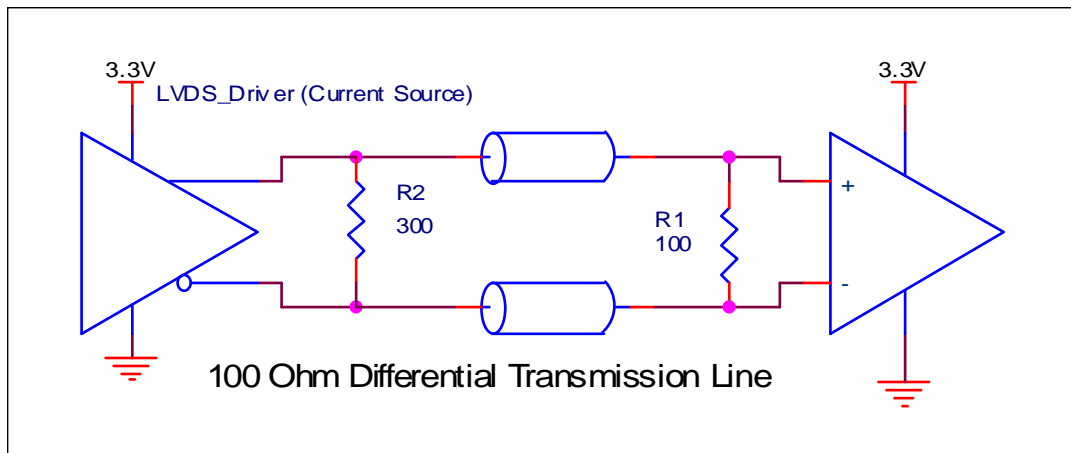 3.3V
LVDS_Driver (Current Source)
3.3V
R2
300
R1
100
+
-
100 Ohm Differential Transmission Line